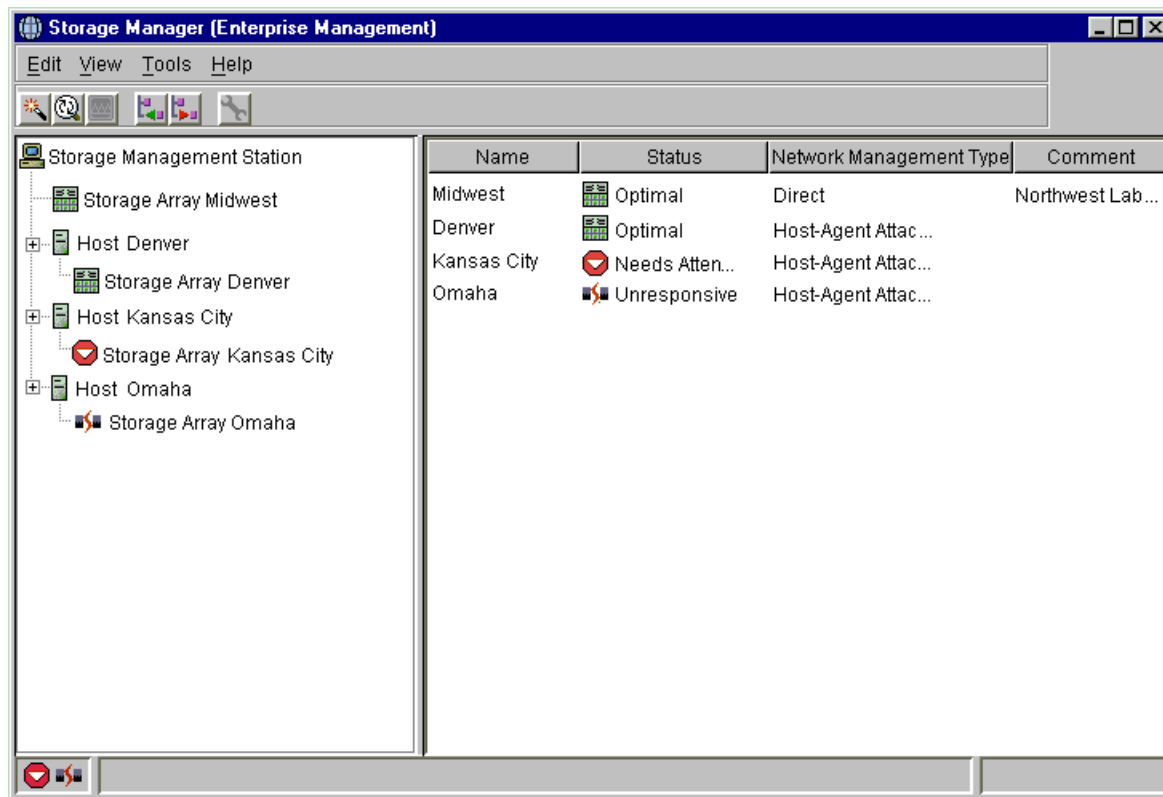 Storage Manager (Enterprise Management)
Edit View Tools Help
Storage Management Station
Storage Array Midwest
Host Denver
Storage Array Denver
Host Kansas City
Storage Array Kansas City
Host Omaha
Storage Array Omaha
Name Status Network Management Type Comment
Midwest Optimal Direct Northwest Lab...
Denver Optimal Host-Agent Attac...
Kansas City Needs Atten... Host-Agent Attac...
Omaha Unresponsive Host-Agent Attac...